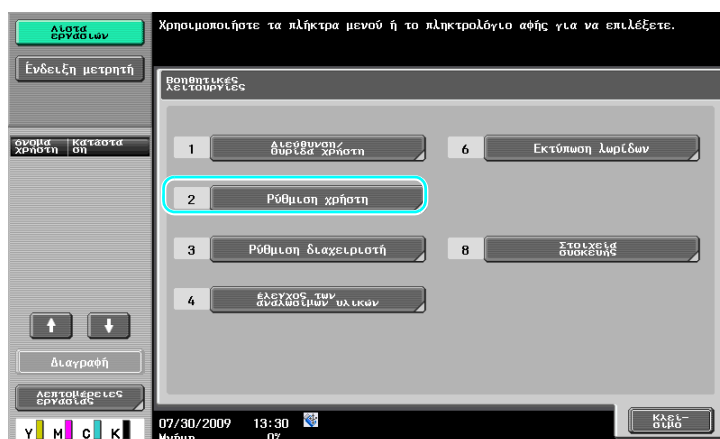 Λίστα
εργασιών
Χρησιμοποιήστε τα πλήκτρα μενού ή το πληκτρολόγιο αφής για να επιλέξετε.
Ένδειξη μετρητή
Βοηθητικές
λειτουργίες
όνομα
χρήστη
Κατάστα
ση
1 Διεύθυνση/
θυρίδα χρήστη
6 Εκτύπωση λωρίδων
2 Ρύθμιση χρήστη
3 Ρύθμιση διαχειριστή
8 Στοιχεία
συσκευής
4 έλεγχος των
αναλώσιμων υλικών
Διαγραφή
Λεπτομέρειες
εργασίας
Κλεί-
σιμο
07/30/2009 13:30
Y M C K
Μνήμη 0%